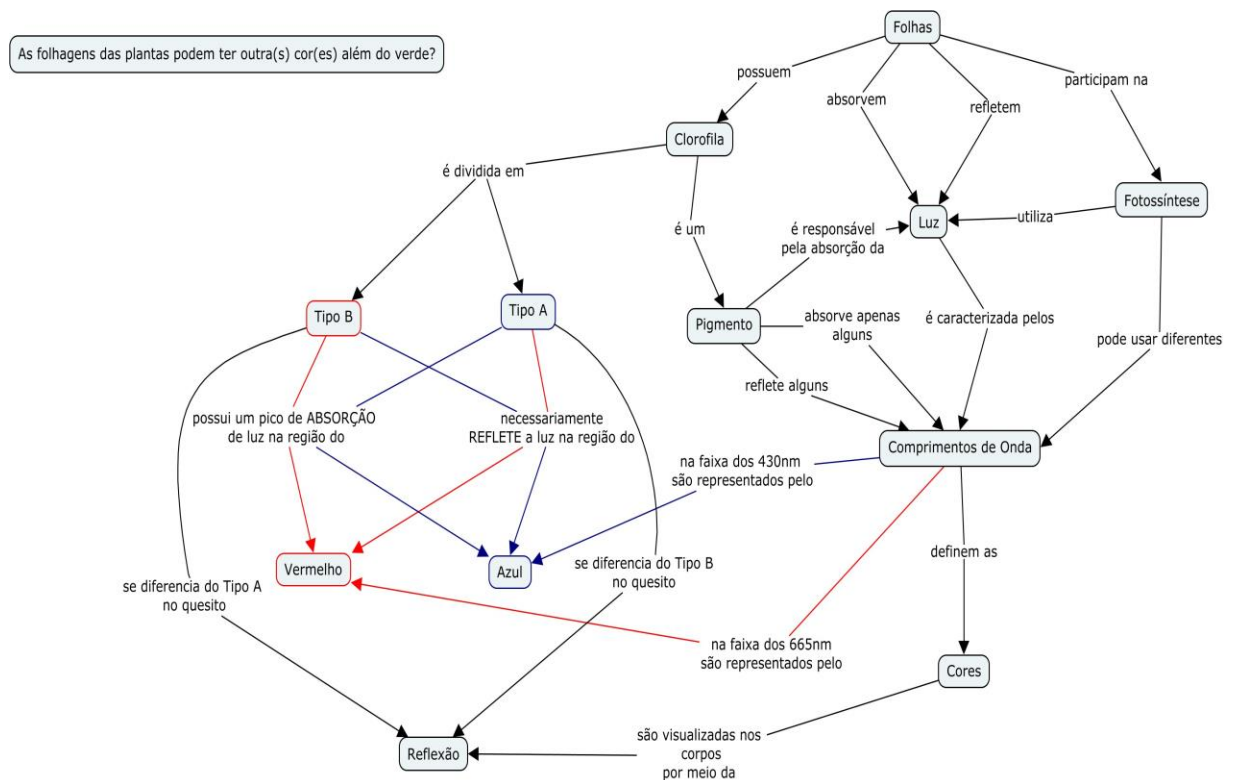 As folhagens das plantas podem ter outra(s) cor(es) além do verde?
Folhas
possuem
absorvem
refletem
participam na
Clorofila
é dividida em
é um
Luz
utiliza
Fotossíntese
é responsável
pela absorção da
Tipo B
Tipo A
Pigmento
absorve apenas
alguns
é caracterizada pelos
pode usar diferentes
reflete alguns
possui um pico de ABSORÇÃO
de luz na região do
necessariamente
REFLETE a luz na região do
Comprimentos de Onda
na faixa dos 430nm
são representados pelo
Vermelho
Azul
definem as
se diferencia do Tipo A
no quesito
se diferencia do Tipo B
no quesito
na faixa dos 665nm
são representados pelo
Cores
Reflexão
são visualizadas nos
corpos
por meio da